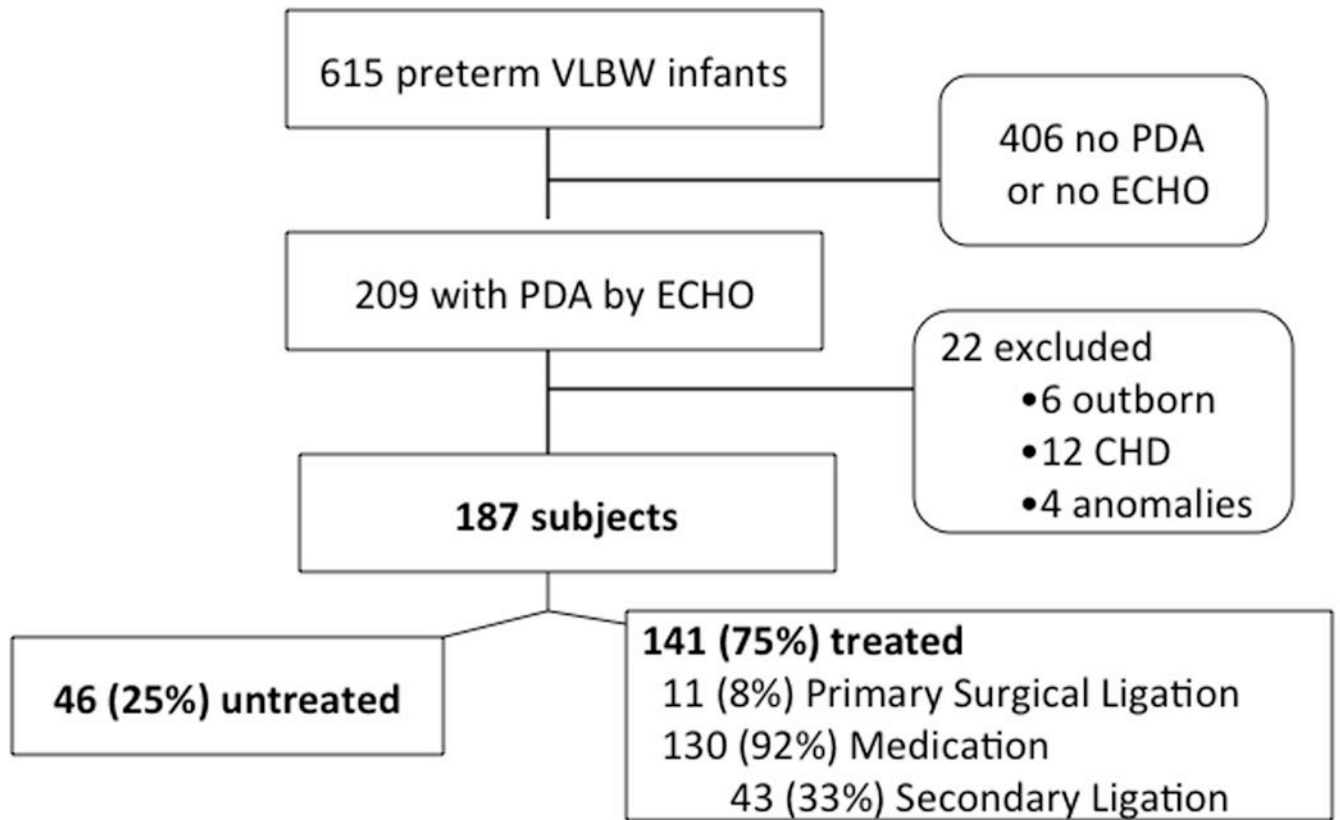 615 preterm VLBW infants
406 no PDA
or no ECHO
209 with PDA by ECHO
22 excluded
•6 outborn
•12 CHD
•4 anomalies
187 subjects
46 (25%) untreated
141 (75%) treated
11 (8%) Primary Surgical Ligation
130 (92%) Medication
43 (33%) Secondary Ligation